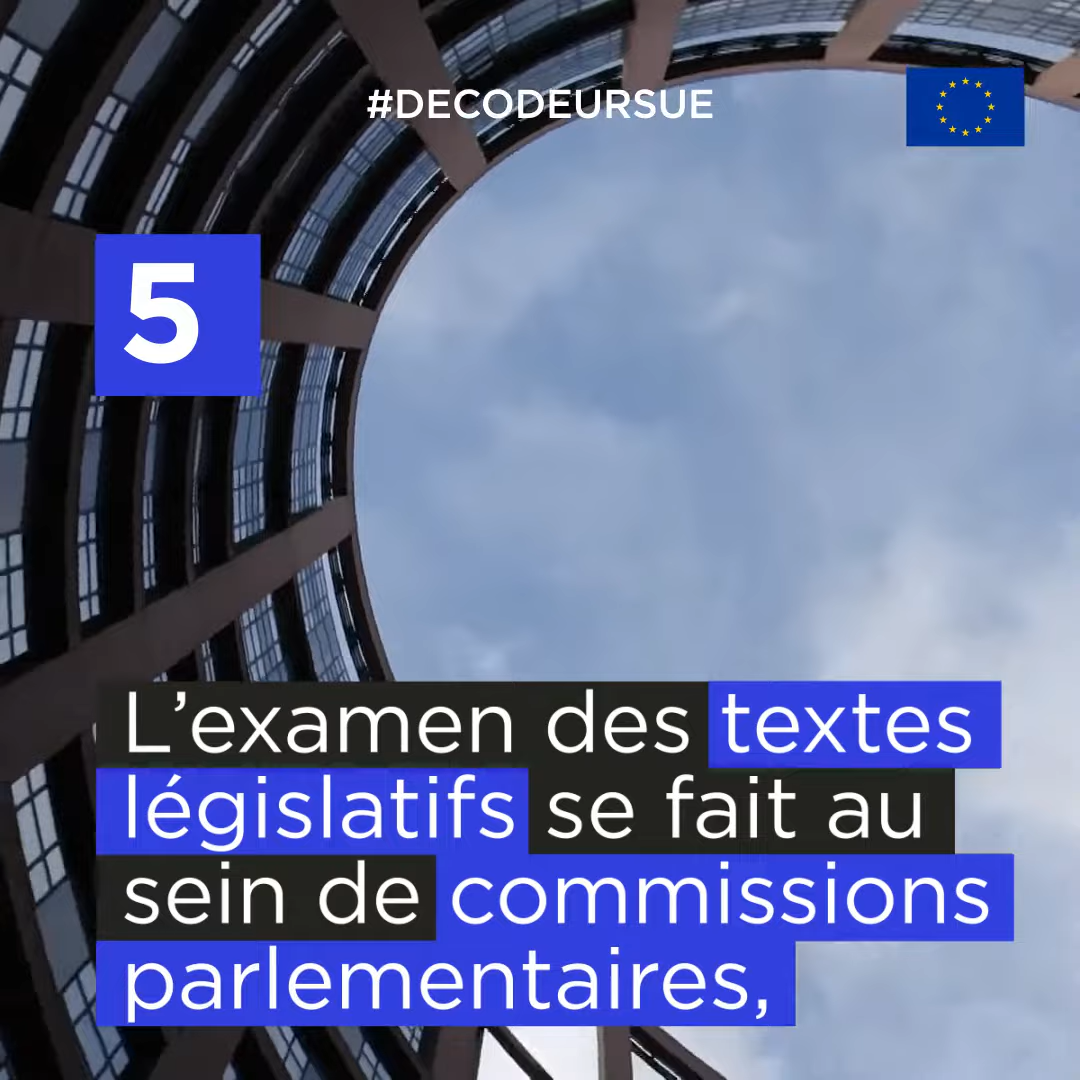 #DECODEURSUE
5
L’examen des textes
législatifs se fait au
sein de commissions
parlementaires,